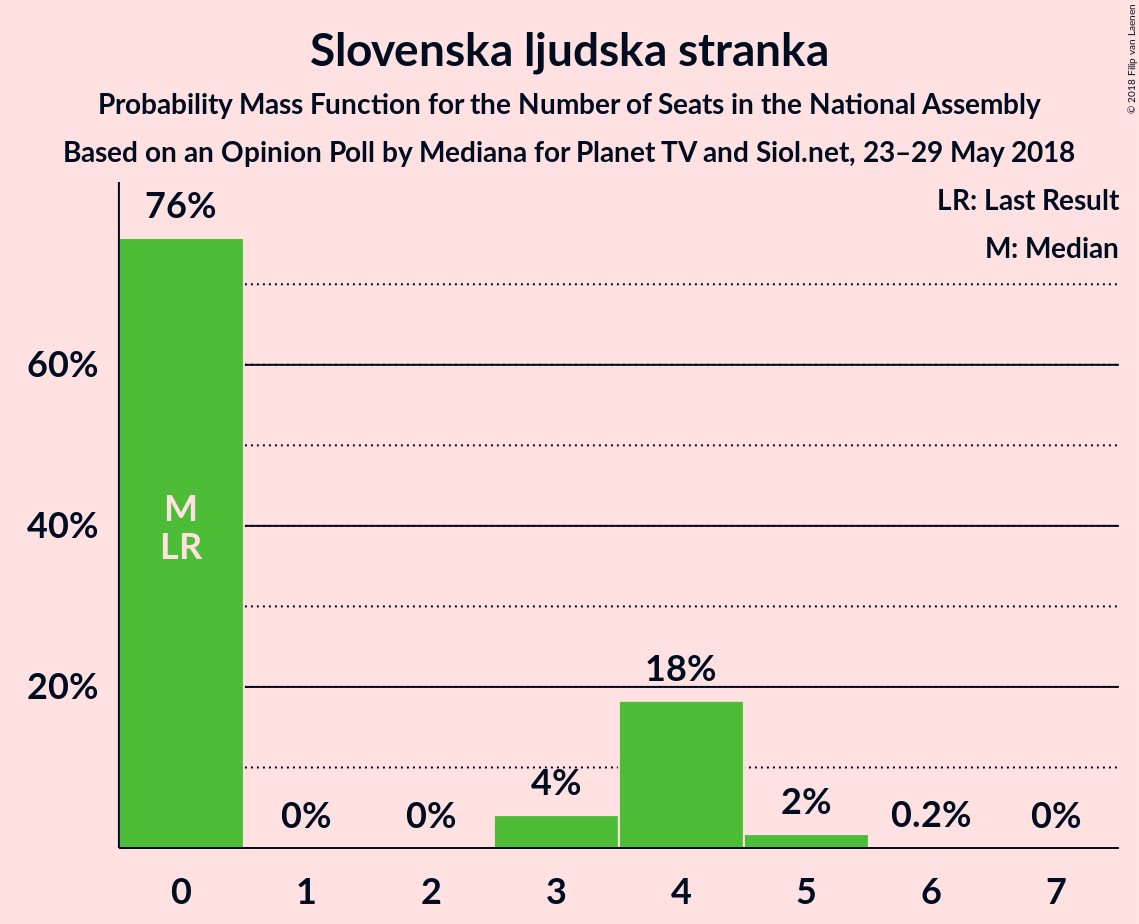 Slovenska ljudska stranka
Probability Mass Function for the Number of Seats in the National Assembly
Based on an Opinion Poll by Mediana for Planet TV and Siol.net, 23–29 May 2018
© 2018 Filip van Laenen
LR: Last Result
M: Median
76%
60%
40%
20%
M
LR
0%
0%
4%
18%
2%
0.2%
0%
0 1 2 3 4 5 6 7